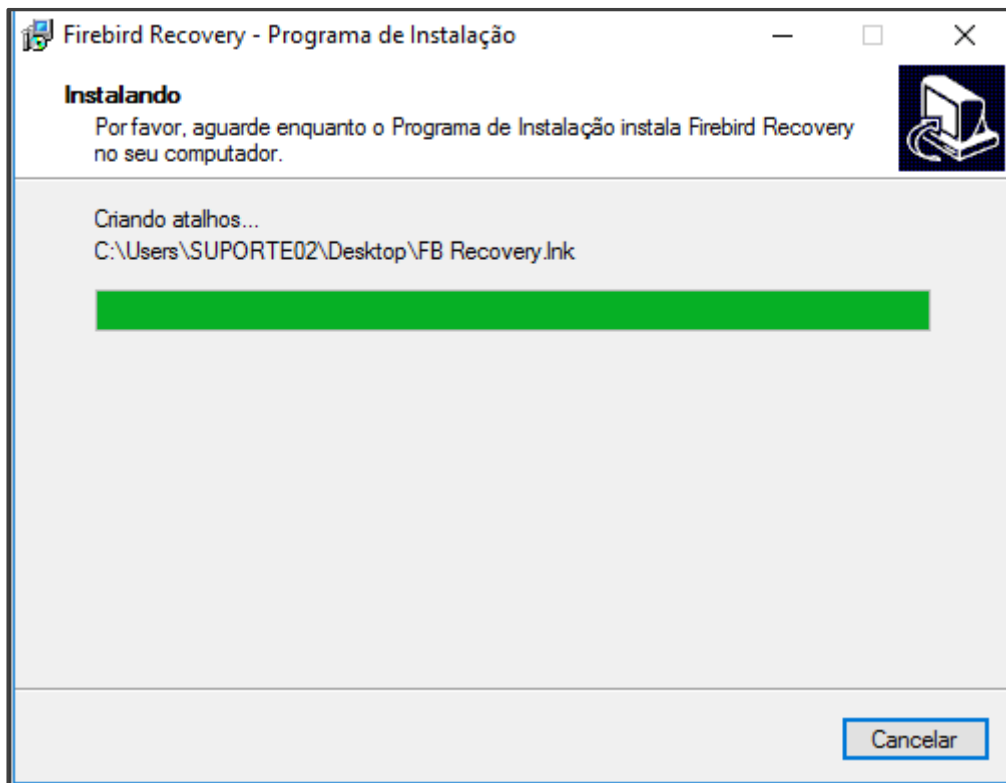 Firebird Recovery - Programa de Instalação
Instalando
Por favor, aguarde enquanto o Programa de Instalação instala Firebird Recovery
no seu computador.
Criando atalhos...
C:\Users\SUPORTE02\Desktop\FB Recovery.lnk
Cancelar